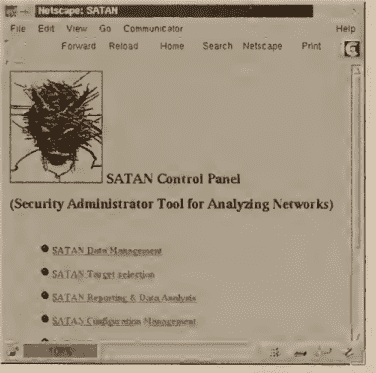 Netscape: SATAN
File Edit View Go Communicator Help
Forward Reload Home Search Netscape Print
SATAN Control Panel
(Security Administrator Tool for Analyzing Networks)
SATAN Data Management
SATAN Target selection
SATAN Reporting & Data Analysis
SATAN Configuration Management
100%